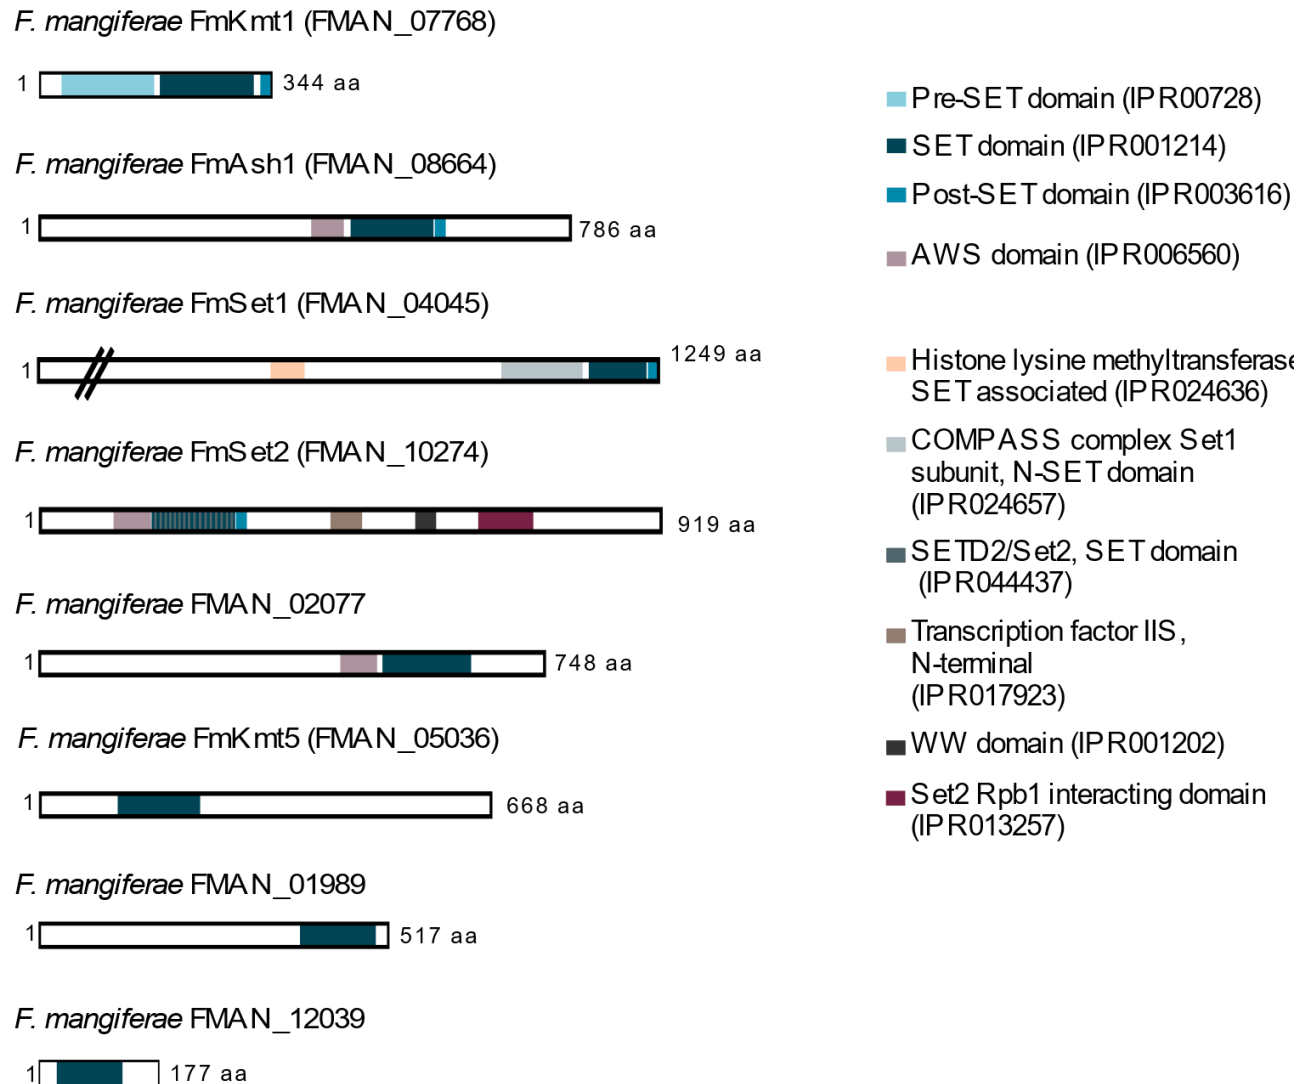 F. mangiferae FmKmt1 (FMAN_07768)
1 344 aa
F. mangiferae FmAsh1 (FMAN_08664)
1 786 aa
F. mangiferae FmSet1 (FMAN_04045)
1 1249 aa
F. mangiferae FmSet2 (FMAN_10274)
1 919 aa
F. mangiferae FMAN_02077
1 748 aa
F. mangiferae FmKmt5 (FMAN_05036)
1 668 aa
F. mangiferae FMAN_01989
1 517 aa
F. mangiferae FMAN_12039
1 177 aa
Pre-SET domain (IPR00728)
SET domain (IPR001214)
Post-SET domain (IPR003616)
AWS domain (IPR006560)
Histone lysine methyltransferase
SET associated (IPR024636)
COMPASS complex Set1
subunit, N-SET domain
(IPR024657)
SETD2/Set2, SET domain
(IPR044437)
Transcription factor IIS,
N-terminal
(IPR017923)
WW domain (IPR001202)
Set2 Rpb1 interacting domain
(IPR013257)